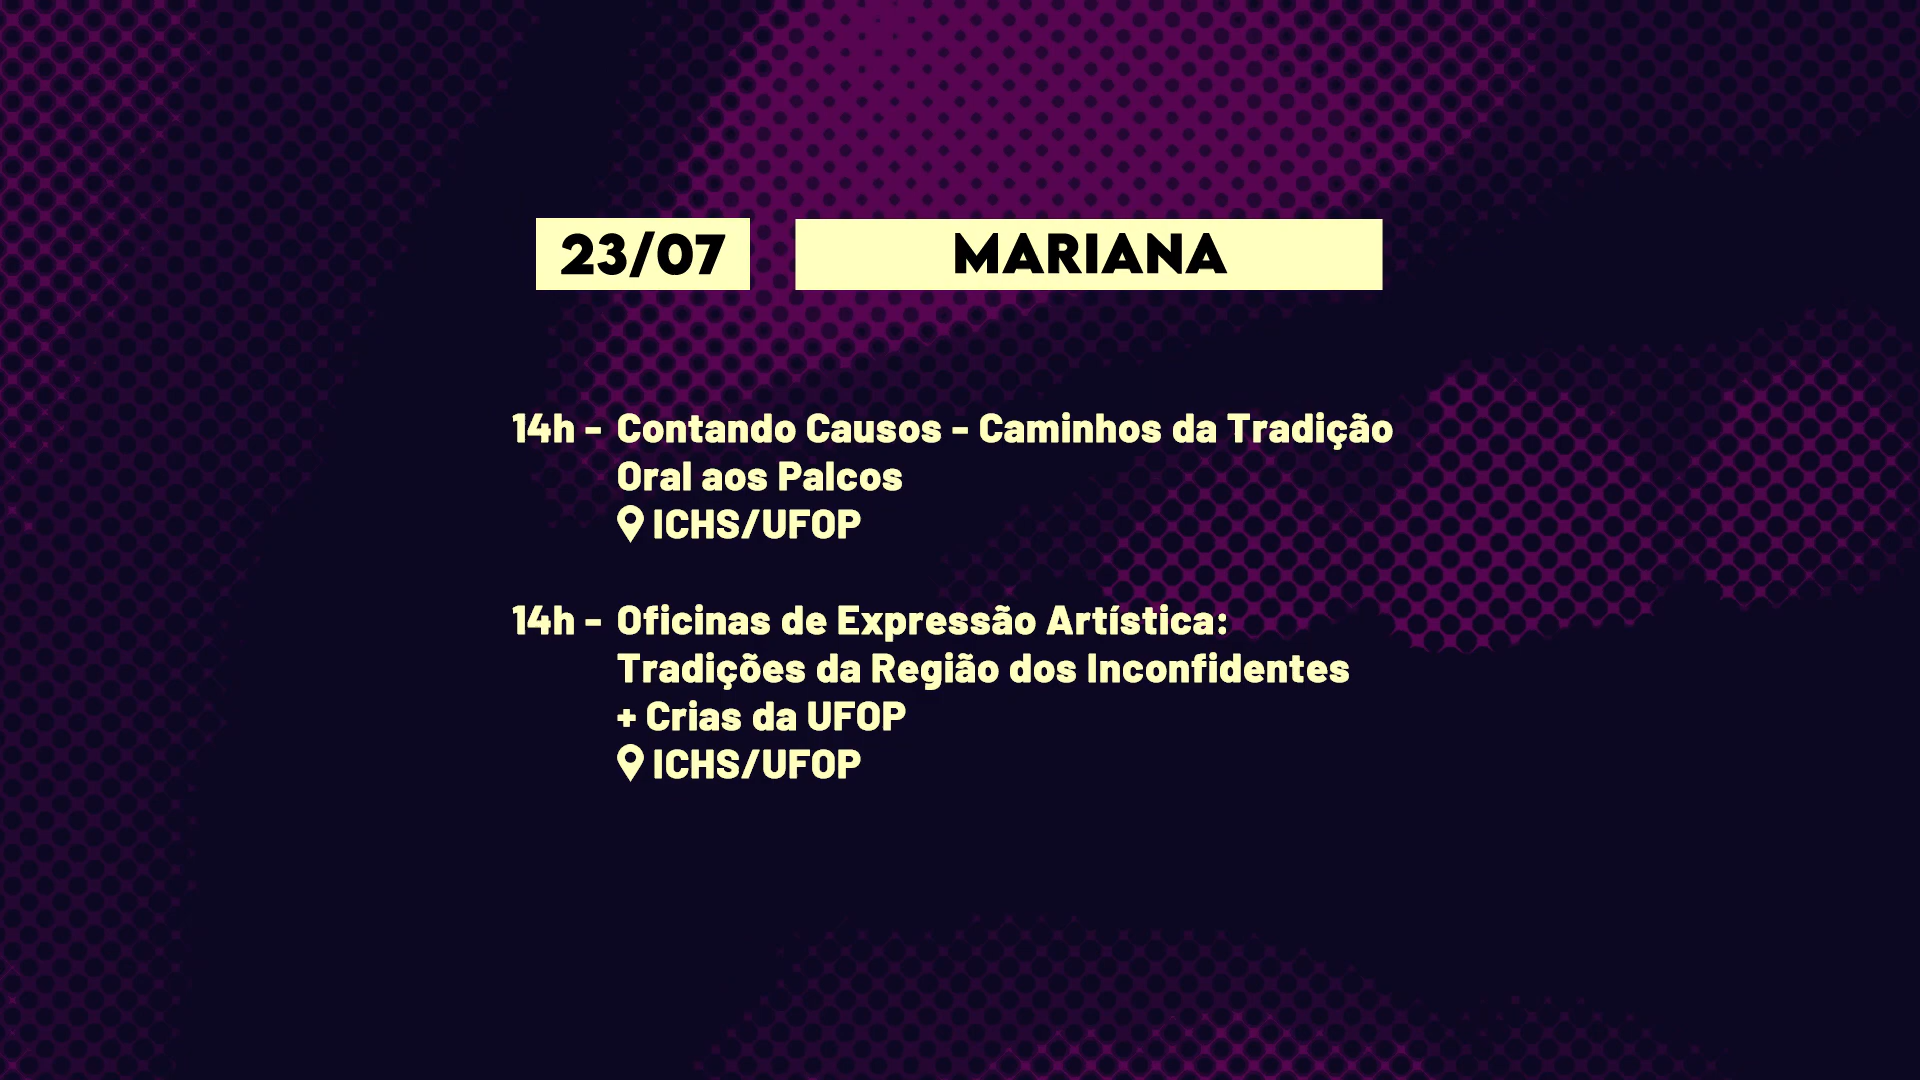 23/07 MARIANA
14h - Contando Causos - Caminhos da Tradição
Oral aos Palcos
ICHS/UFOP
14h - Oficinas de Expressão Artística:
Tradições da Região dos Inconfidentes
+ Crias da UFOP
ICHS/UFOP